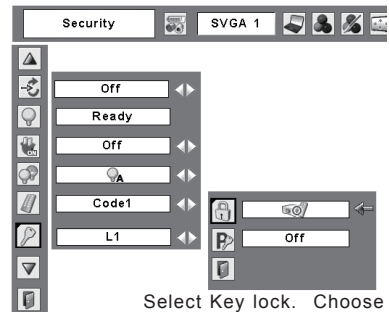 Security SVGA 1
Off
Ready
Off
A
Code1
L1
Off
Select Key lock. Choose